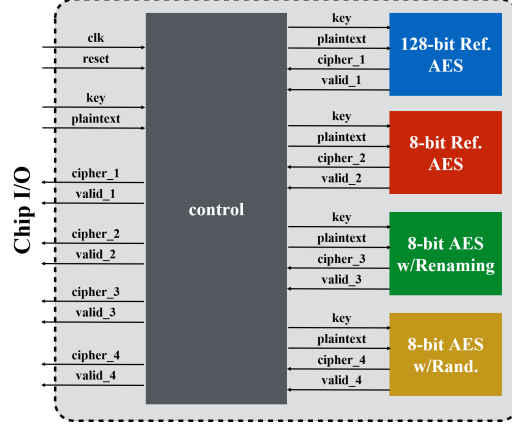 Chip I/O
clk
reset
key
plaintext
cipher_1
valid_1
cipher_2
valid_2
cipher_3
valid_3
cipher_4
valid_4
control
key
plaintext
cipher_1
valid_1
128-bit Ref.
AES
key
plaintext
cipher_2
valid_2
8-bit Ref.
AES
key
plaintext
cipher_3
valid_3
8-bit AES
w/Renaming
key
plaintext
cipher_4
valid_4
8-bit AES
w/Rand.